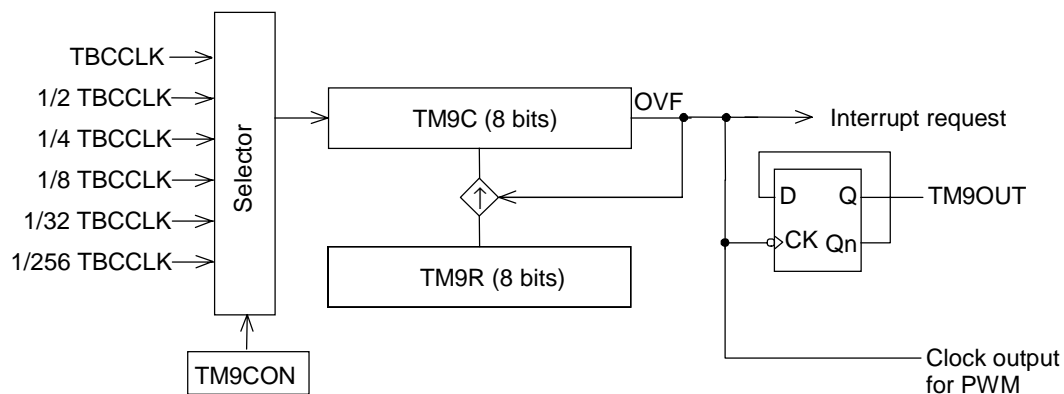 TBCCLK
1/2 TBCCLK
1/4 TBCCLK
1/8 TBCCLK
1/32 TBCCLK
1/256 TBCCLK
Selector
TM9CON
TM9C (8 bits)
OVF
TM9R (8 bits)
Interrupt request
D
Q
CK
Qn
TM9OUT
Clock output
for PWM